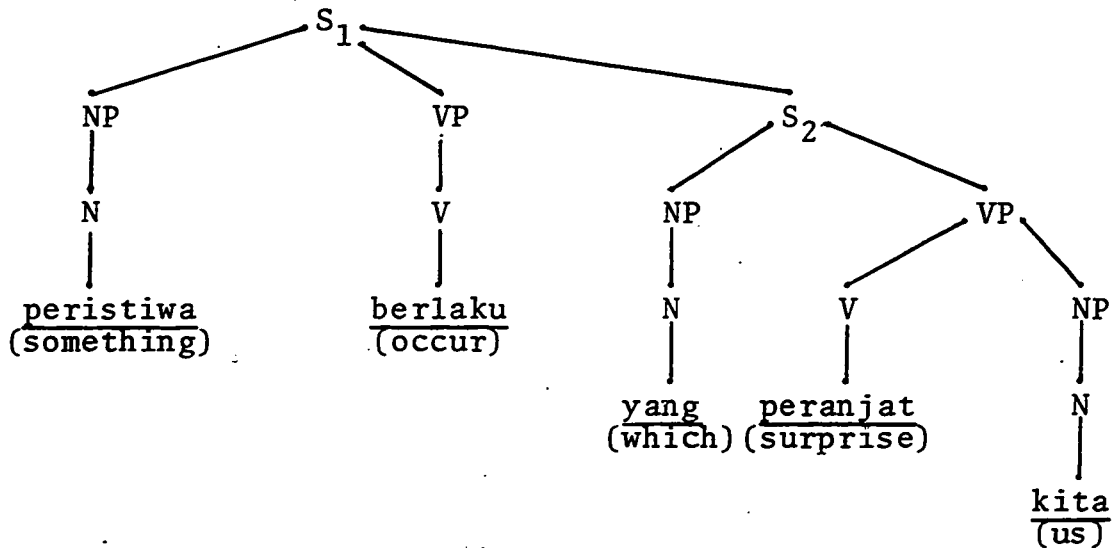 S1
NP VP S2
N V NP VP
peristiwa berlaku N V NP
(something) (occur)
yang peranjat N
(which) (surprise)
kita
(us)